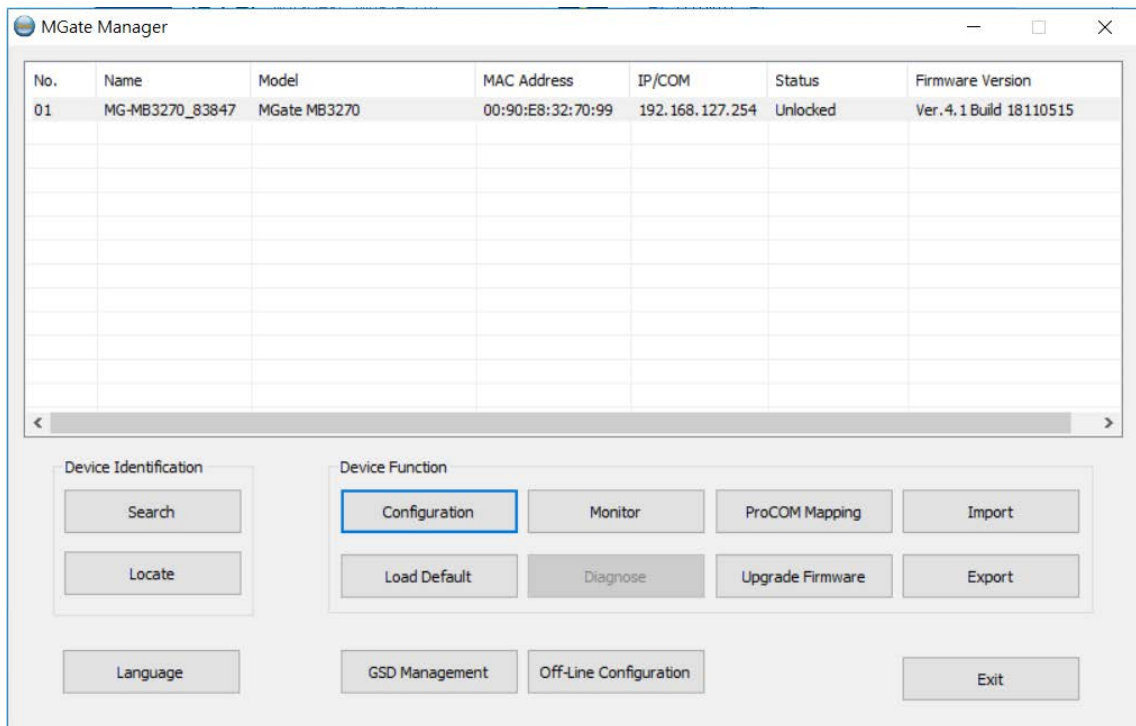 MGate Manager
No. Name Model MAC Address IP/COM Status Firmware Version
01 MG-MB3270_83847 MGate MB3270 00:90:E8:32:70:99 192.168.127.254 Unlocked Ver.4.1 Build 18110515
Device Identification
Device Function
Search
Configuration
Monitor
ProCOM Mapping
Import
Locate
Load Default
Diagnose
Upgrade Firmware
Export
Language
GSD Management
Off-Line Configuration
Exit